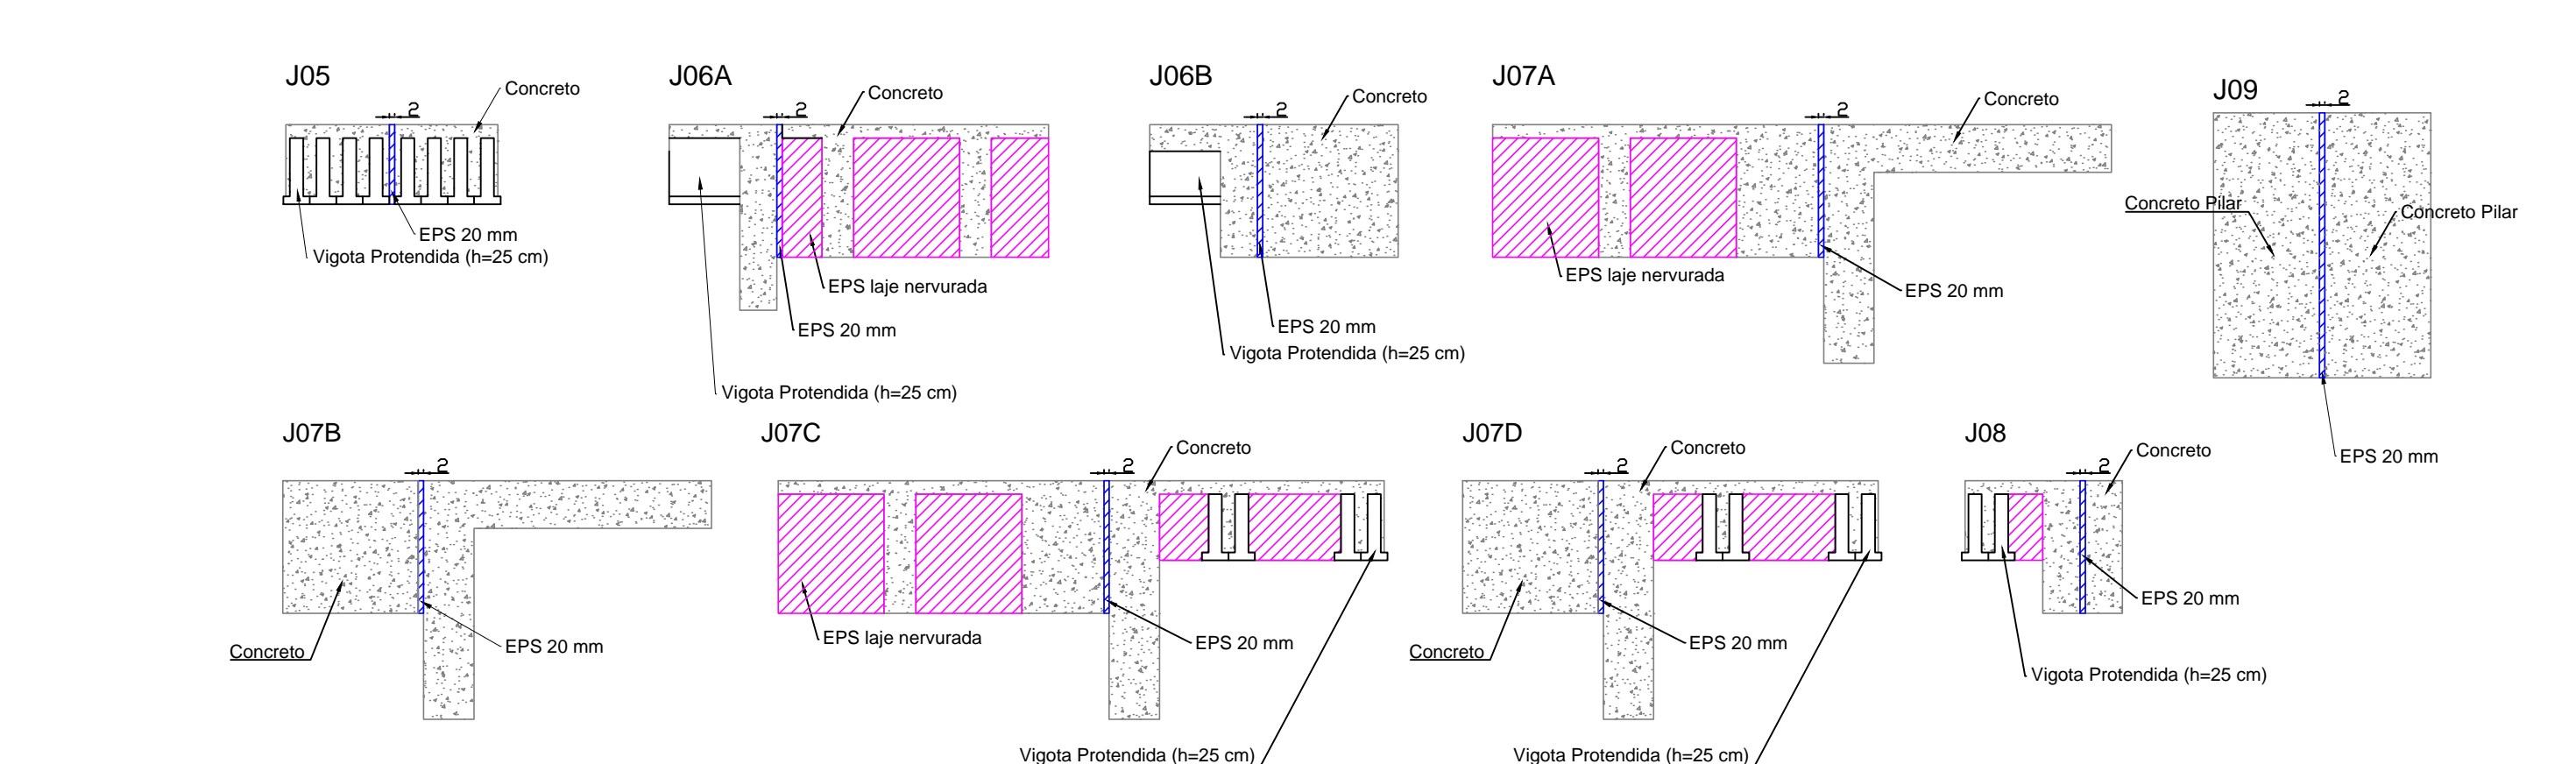 J05
2
Concreto
EPS 20 mm
Vigota Protendida (h=25 cm)
J06A
2
Concreto
EPS laje nervurada
EPS 20 mm
Vigota Protendida (h=25 cm)
J06B
2
Concreto
EPS 20 mm
Vigota Protendida (h=25 cm)
J07A
2
Concreto
EPS laje nervurada
EPS 20 mm
J09
2
Concreto Pilar
Concreto Pilar
EPS 20 mm
J07B
2
EPS 20 mm
Concreto
J07C
2
Concreto
EPS laje nervurada
EPS 20 mm
Vigota Protendida (h=25 cm)
J07D
2
Concreto
Concreto
EPS 20 mm
Vigota Protendida (h=25 cm)
J08
2
Concreto
EPS 20 mm
Vigota Protendida (h=25 cm)